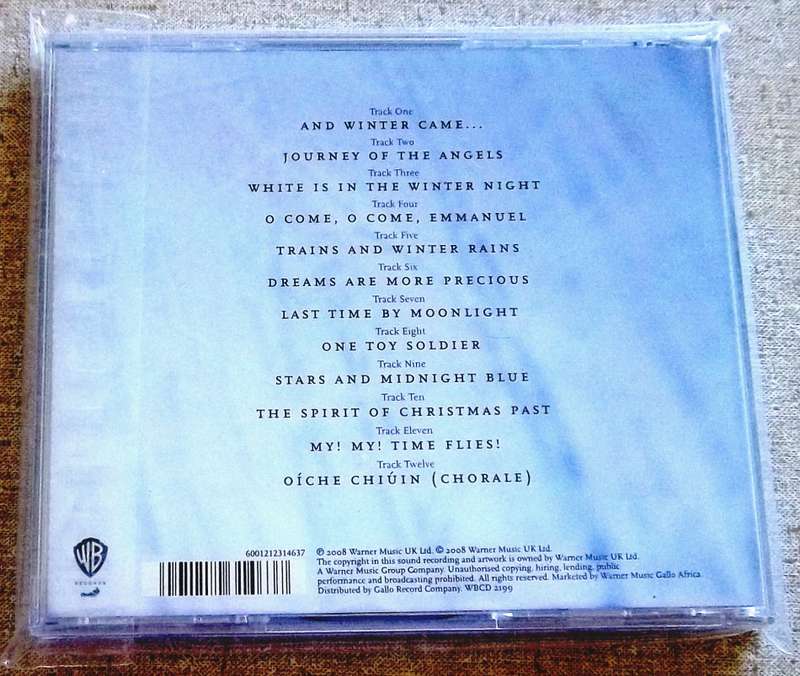 Track One
AND WINTER CAME...
Track Two
JOURNEY OF THE ANGELS
Track Three
WHITE IS IN THE WINTER NIGHT
Track Four
O COME, O COME, EMMANUEL
Track Five
TRAINS AND WINTER RAINS
Track Six
DREAMS ARE MORE PRECIOUS
Track Seven
LAST TIME BY MOONLIGHT
Track Eight
ONE TOY SOLDIER
Track Nine
STARS AND MIDNIGHT BLUE
Track Ten
THE SPIRIT OF CHRISTMAS PAST
Track Eleven
MY! MY! TIME FLIES!
Track Twelve
OÍCHE CHIÚIN (CHORALE)
WB
RECORDS
6001212314637
℗ 2008 Warner Music UK Ltd. © 2008 Warner Music UK Ltd.
The copyright in this sound recording and artwork is owned by Warner Music UK Ltd.
A Warner Music Group Company. Unauthorised copying, hiring, lending, public
performance and broadcasting prohibited. All rights reserved. Marketed by Warner Music Gallo Africa.
Distributed by Gallo Record Company. WBCD 2199